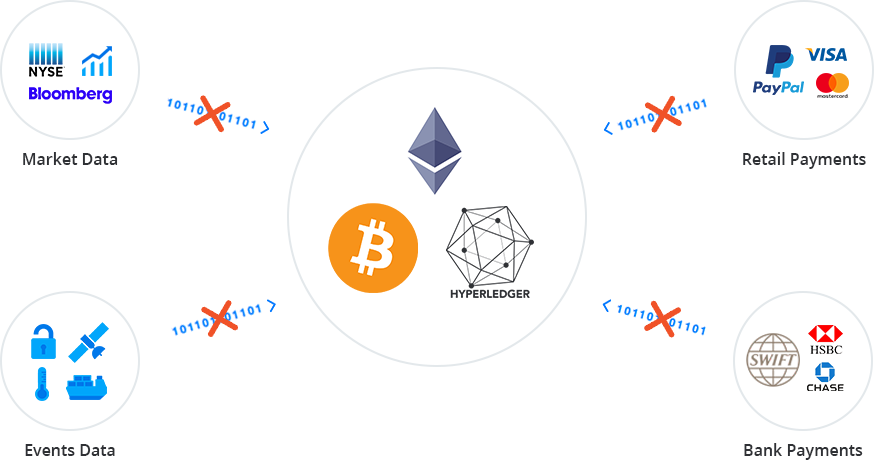 NYSE
Bloomberg
Market Data
PayPal
VISA
mastercard
Retail Payments
10110 01101
10110 01101
HYPERLEDGER
101101 01101
10110 01101
Events Data
SWIFT
HSBC
CHASE
Bank Payments